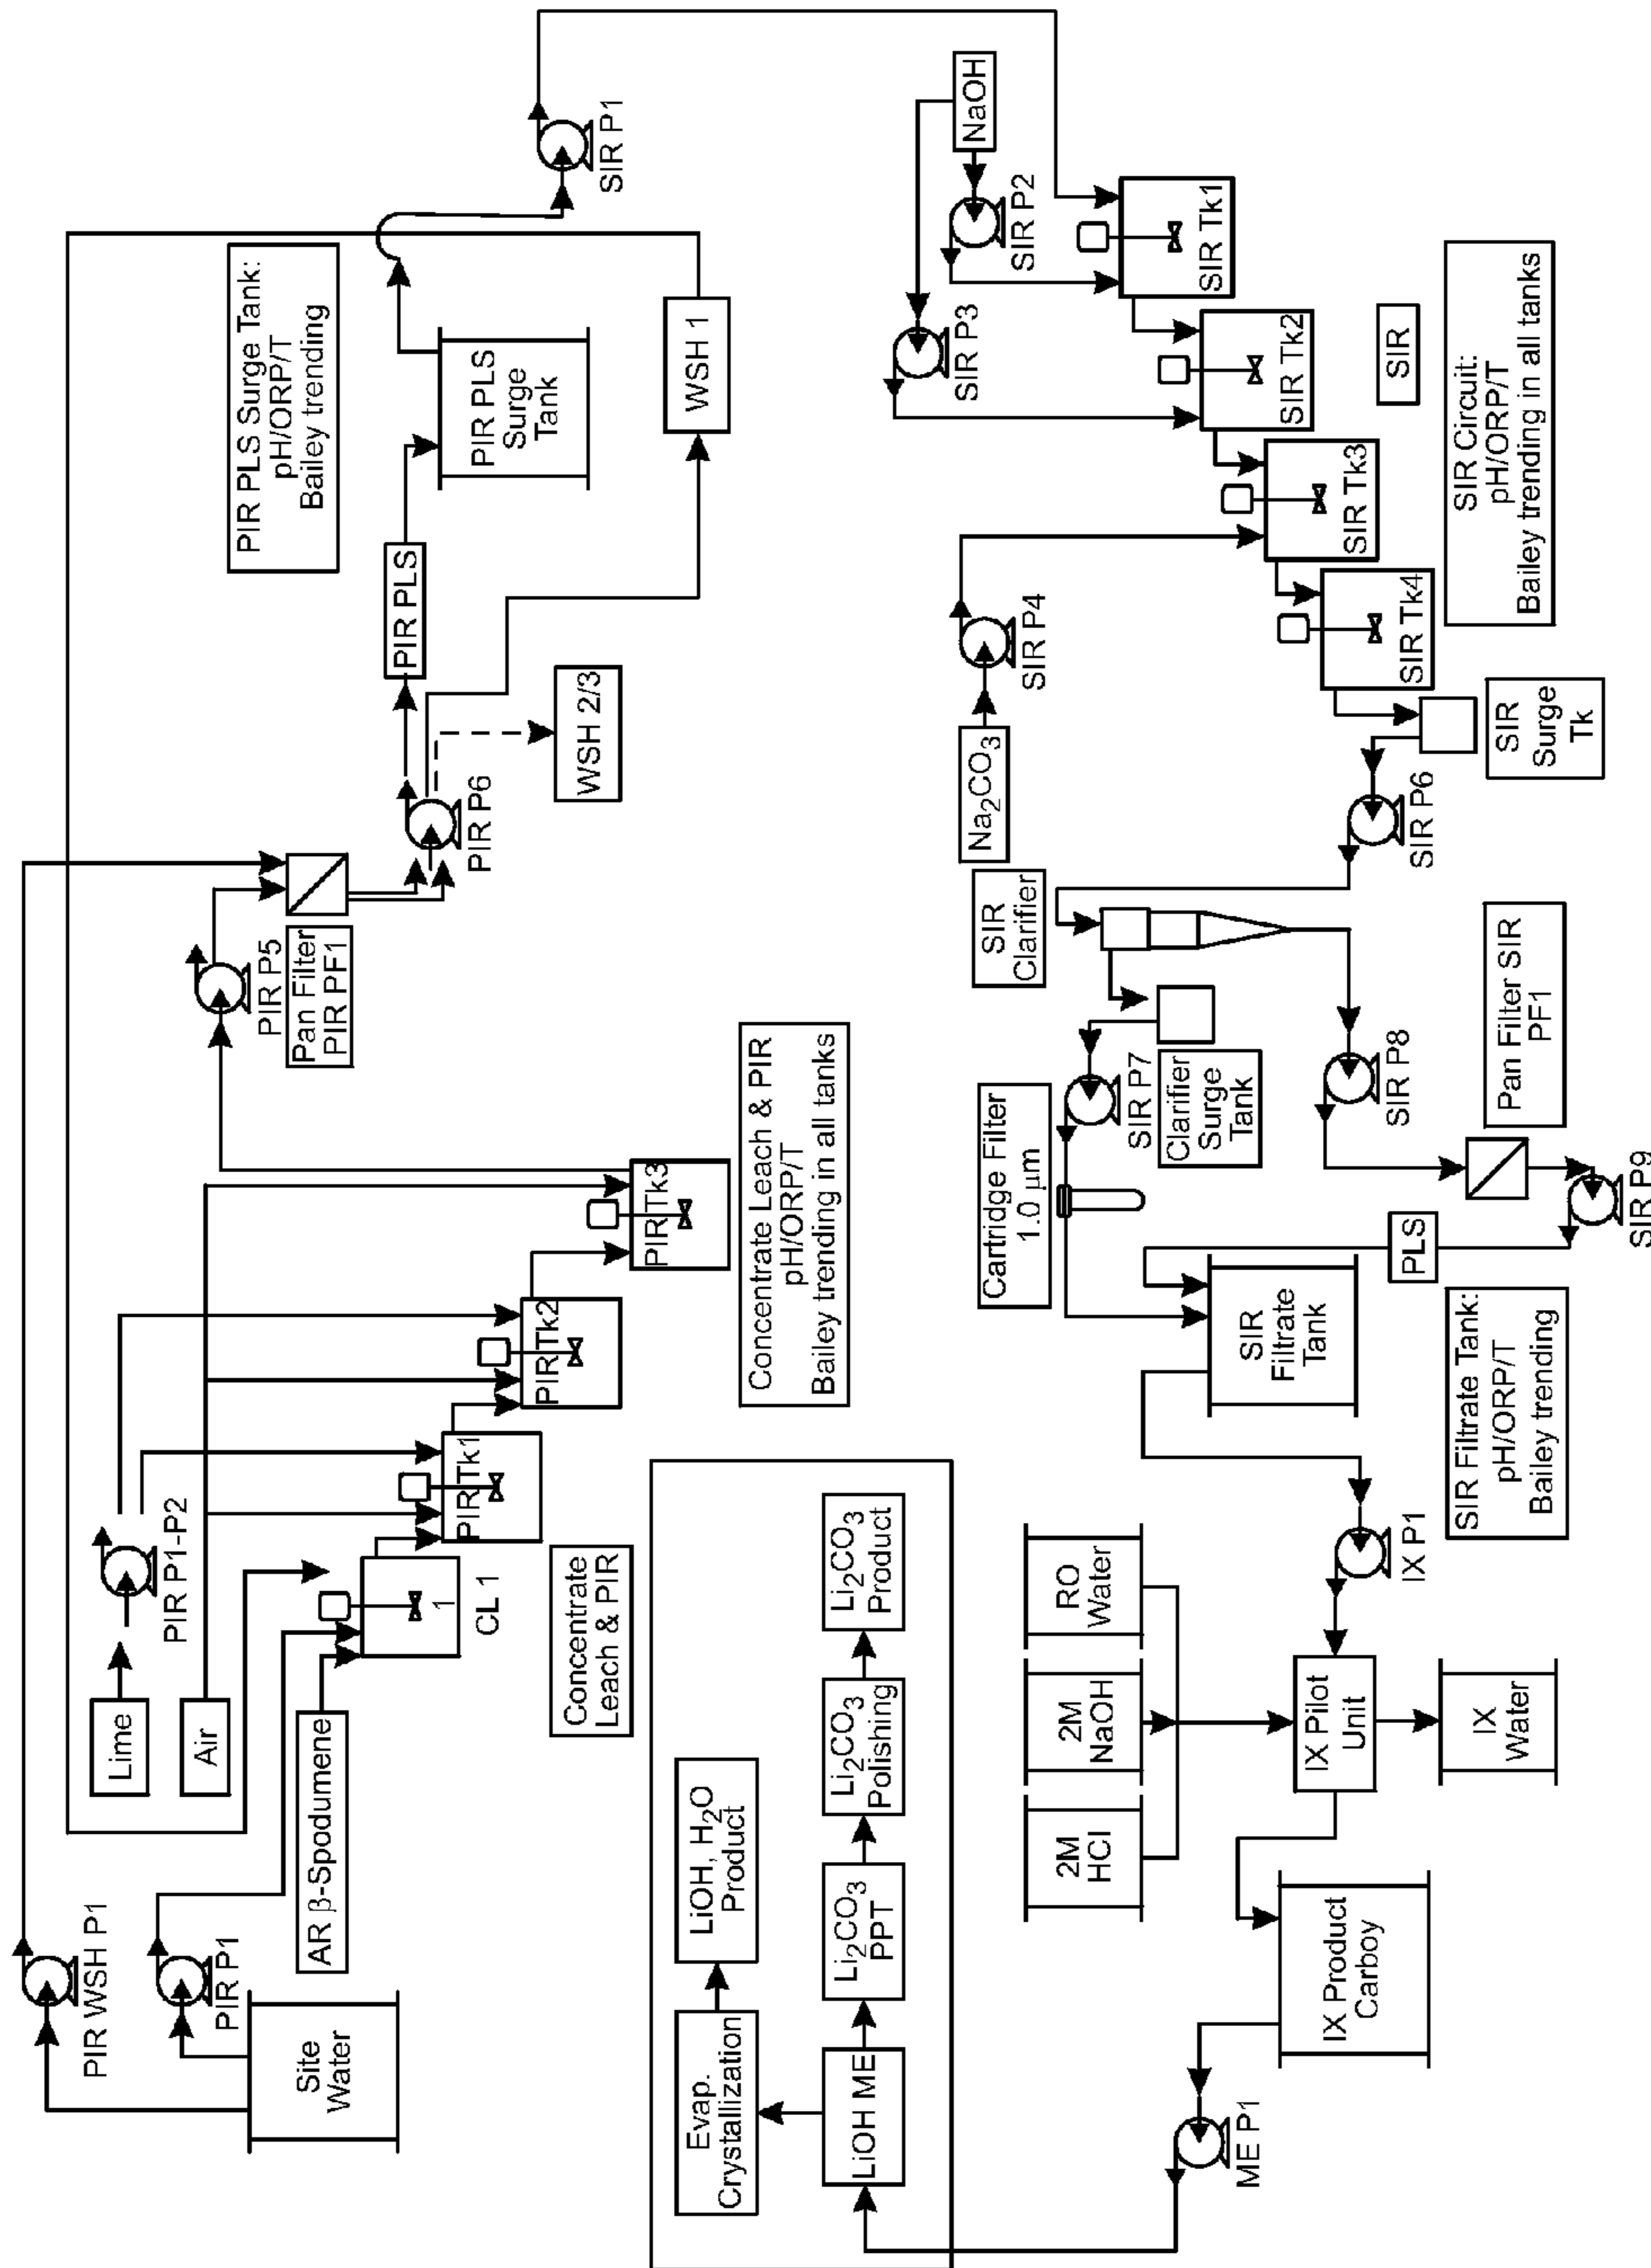 PIR WSH P1
PIR P1
Site
Water
Lime
Air
AR β-Spodumene
PIR P1-P2
1
CL 1
PIR Tk1
PIR Tk2
PIR Tk3
Concentrate
Leach & PIR
Concentrate Leach & PIR
pH/ORP/T
Bailey trending in all tanks
PIR P5
Pan Filter
PIR PF1
PIR P6
WSH 2/3
PIR PLS
PIR PLS Surge Tank:
pH/ORP/T
Bailey trending
PIR PLS
Surge
Tank
WSH 1
SIR P1
NaOH
SIR P2
SIR P3
SIR Tk1
SIR Tk2
SIR Tk3
SIR Tk4
SIR
SIR Circuit:
pH/ORP/T
Bailey trending in all tanks
Na₂CO₃
SIR P4
SIR
Surge
Tk
SIR P6
SIR
Clarifier
SIR P7
Clarifier
Surge
Tank
Cartridge Filter
1.0 μm
SIR P8
Pan Filter SIR
PF1
SIR P9
PLS
SIR
Filtrate
Tank
SIR Filtrate Tank:
pH/ORP/T
Bailey trending
IX P1
RO
Water
2M
NaOH
2M
HCl
IX Pilot
Unit
IX
Water
IX Product
Carboy
ME P1
LiOH ME
Evap.
Crystallization
LiOH, H₂O
Product
Li₂CO₃
PPT
Li₂CO₃
Polishing
Li₂CO₃
Product